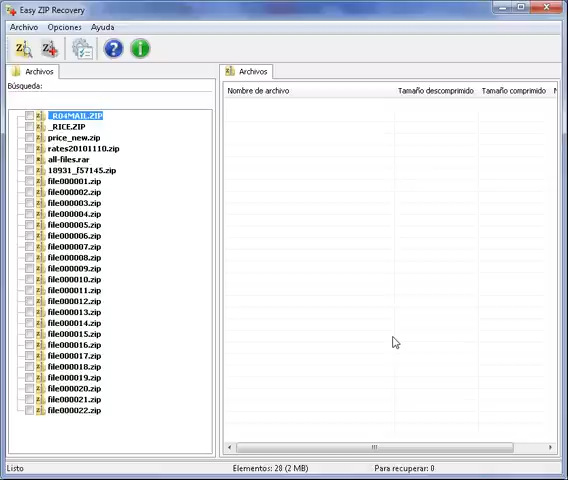 Easy ZIP Recovery
Archivo Opciones Ayuda
Archivos
Búsqueda:
_R04MAIL.ZIP
_RICE.ZIP
price_new.zip
rates20101110.zip
all-files.rar
18931_f57145.zip
file000001.zip
file000002.zip
file000003.zip
file000004.zip
file000005.zip
file000006.zip
file000007.zip
file000008.zip
file000009.zip
file000010.zip
file000011.zip
file000012.zip
file000013.zip
file000014.zip
file000015.zip
file000016.zip
file000017.zip
file000018.zip
file000019.zip
file000020.zip
file000021.zip
file000022.zip
Archivos
Nombre de archivo Tamaño descomprimido Tamaño comprimido
Listo Elementos: 28 (2 MB) Para recuperar: 0